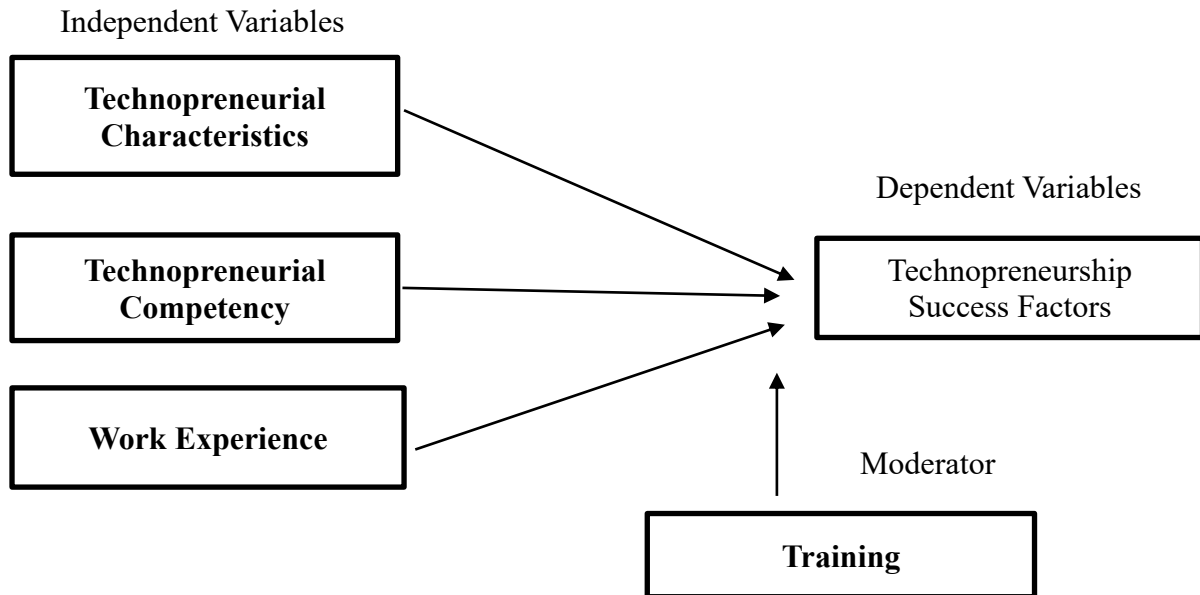 Independent Variables
Technopreneurial
Characteristics
Technopreneurial
Competency
Work Experience
Dependent Variables
Technopreneurship
Success Factors
Moderator
Training